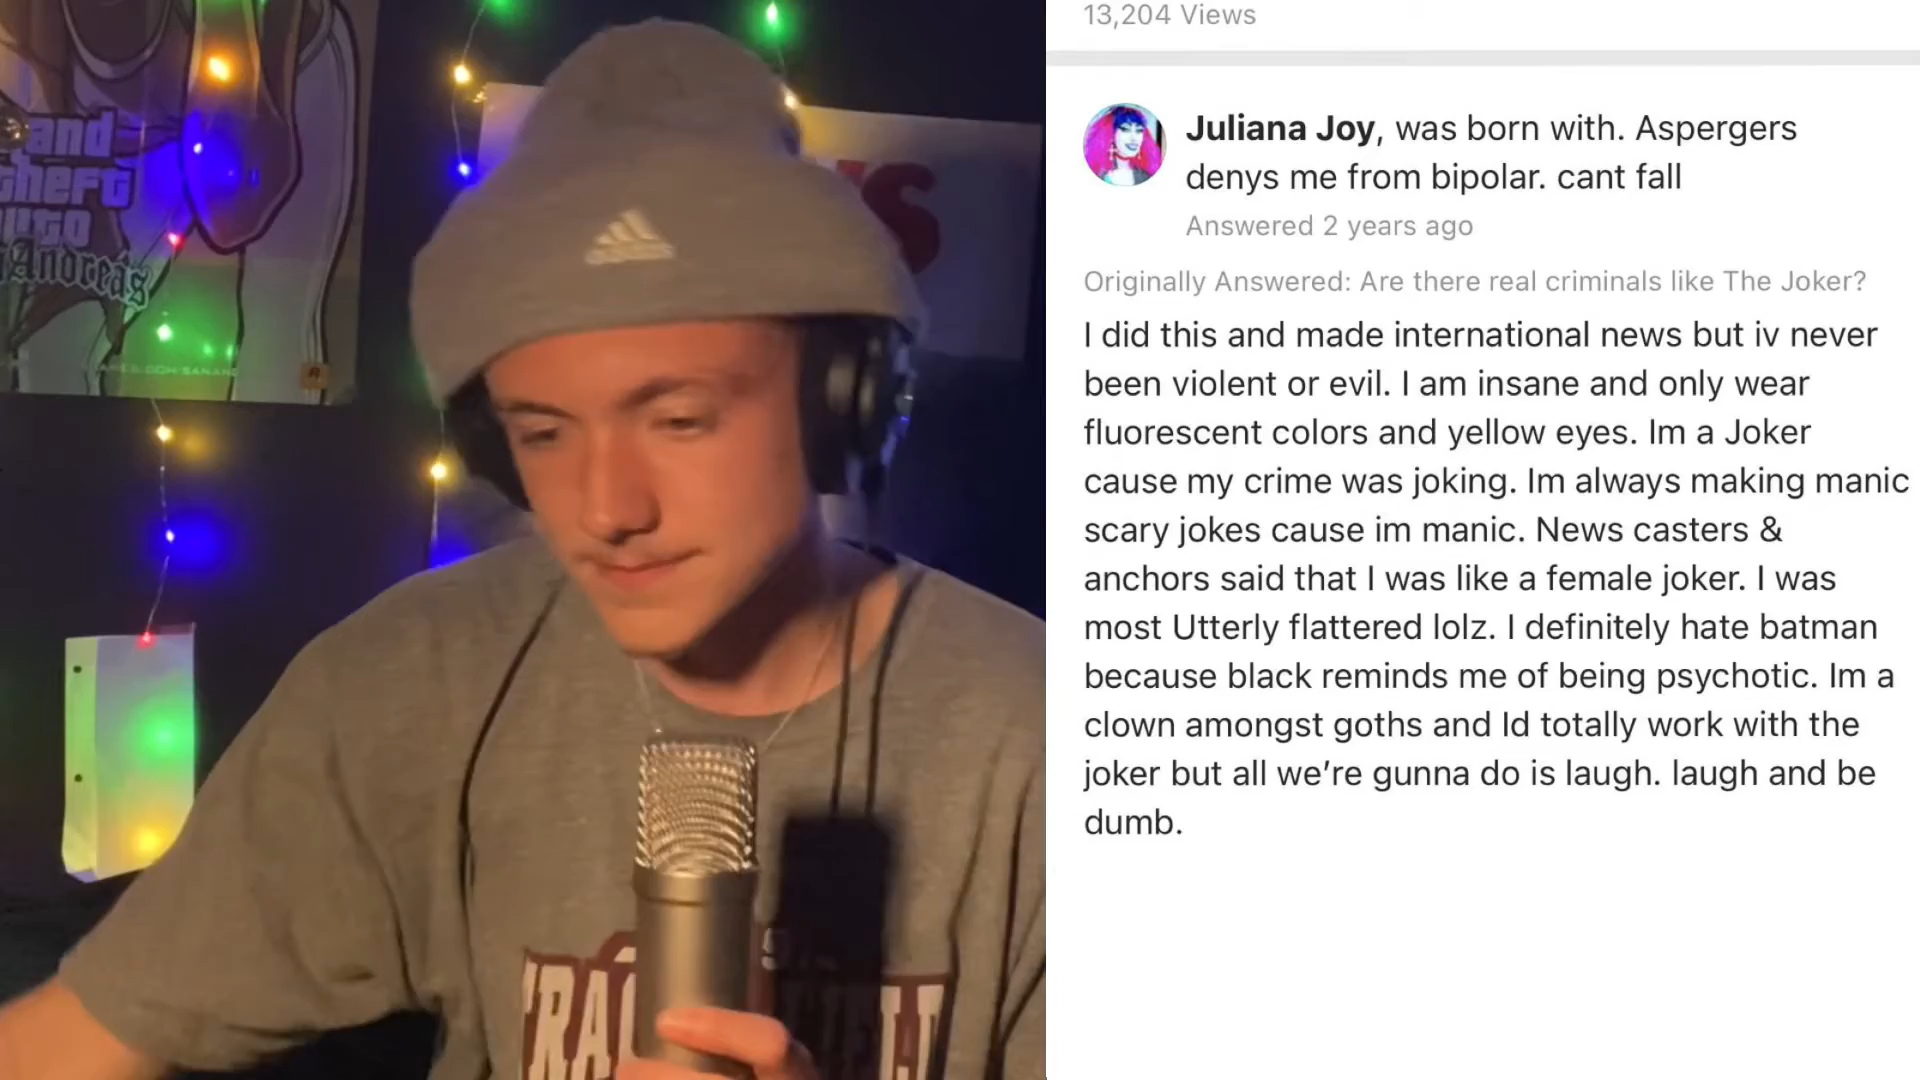 and
theft
auto
Andreas
'S
TRAC
IELD
13,204 Views
Juliana Joy, was born with. Aspergers
denys me from bipolar. cant fall
Answered 2 years ago
Originally Answered: Are there real criminals like The Joker?
I did this and made international news but iv never
been violent or evil. I am insane and only wear
fluorescent colors and yellow eyes. Im a Joker
cause my crime was joking. Im always making manic
scary jokes cause im manic. News casters &
anchors said that I was like a female joker. I was
most Utterly flattered lolz. I definitely hate batman
because black reminds me of being psychotic. Im a
clown amongst goths and Id totally work with the
joker but all we’re gunna do is laugh. laugh and be
dumb.